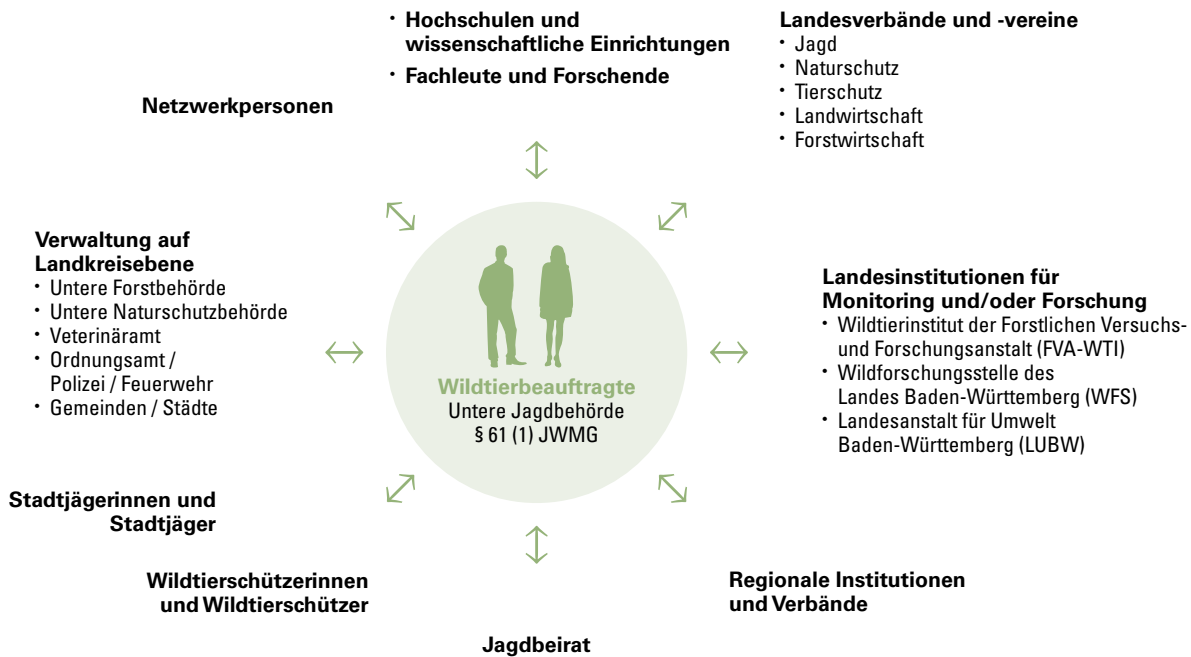 • Hochschulen und
wissenschaftliche Einrichtungen
• Fachleute und Forschende
Landesverbände und -vereine
• Jagd
• Naturschutz
• Tierschutz
• Landwirtschaft
• Forstwirtschaft
Netzwerkpersonen
Verwaltung auf
Landkreisebene
• Untere Forstbehörde
• Untere Naturschutzbehörde
• Veterinäramt
• Ordnungsamt /
Polizei / Feuerwehr
• Gemeinden / Städte
Wildtierbeauftragte
Untere Jagdbehörde
§ 61 (1) JWMG
Landesinstitutionen für
Monitoring und/oder Forschung
• Wildtierinstitut der Forstlichen Versuchs-
und Forschungsanstalt (FVA-WTI)
• Wildforschungsstelle des
Landes Baden-Württemberg (WFS)
• Landesanstalt für Umwelt
Baden-Württemberg (LUBW)
Stadtjägerinnen und
Stadtjäger
Wildtierschützerinnen
und Wildtierschützer
Jagdbeirat
Regionale Institutionen
und Verbände